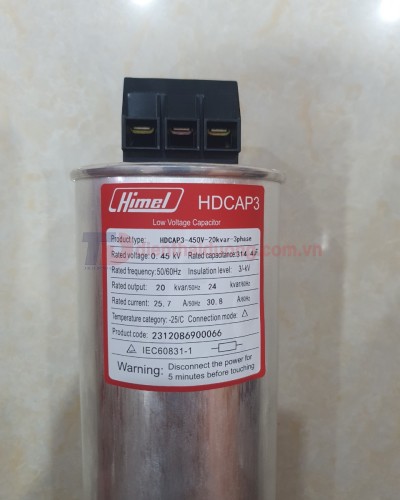 Himel
HDCAP3
Low Voltage Capacitor
Product type: HDCAP3-450V-20kvar-3phase
Rated voltage: 0.45 kV Rated capacitance: 314.4
Rated frequency: 50/60Hz Insulation level: 3/-kV
Rated output: 20 kvar/50Hz 24 kvar/60Hz
Rated current: 25.7 A/50Hz 30.8 A/60Hz
Temperature category: -25/C Connection mode:
Product code: 2312086900066
IEC60831-1
Warning: Disconnect the power for
5 minutes before touching